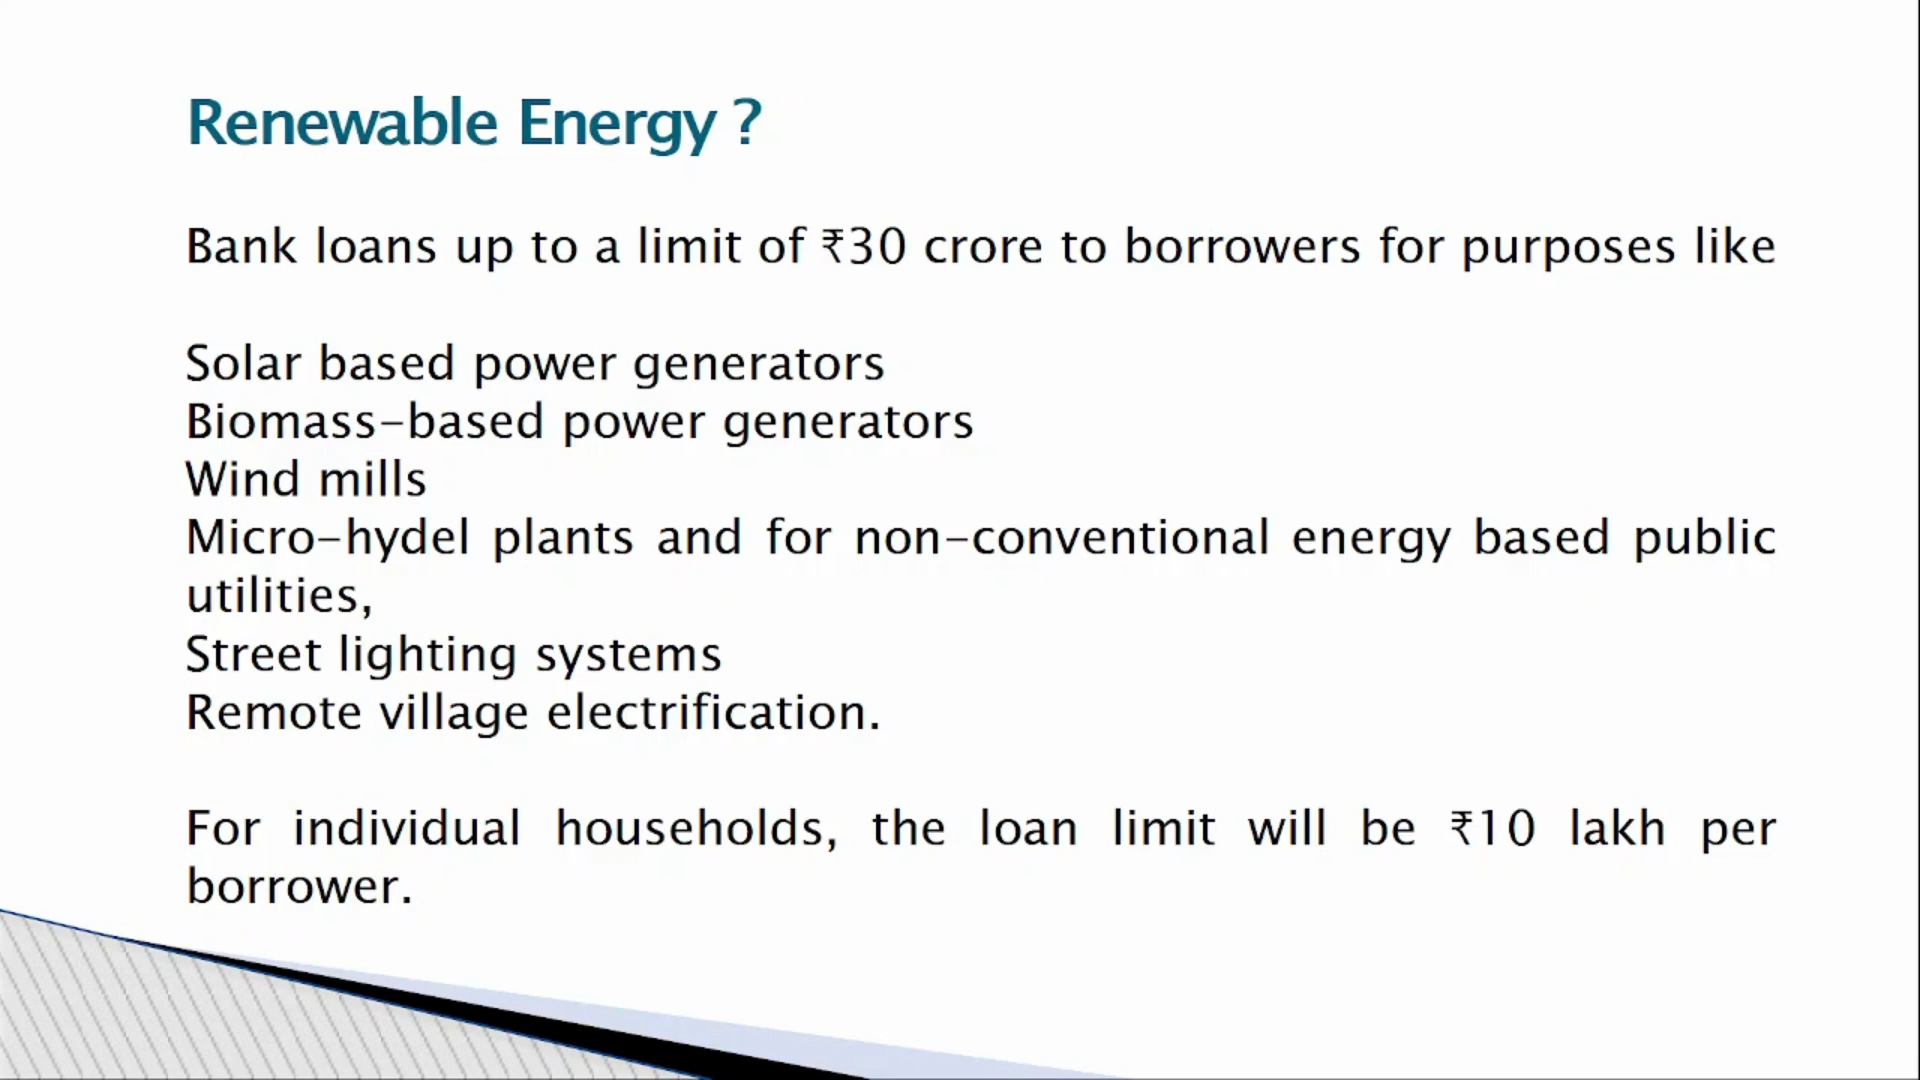 Renewable Energy ?
Bank loans up to a limit of ₹30 crore to borrowers for purposes like
Solar based power generators
Biomass-based power generators
Wind mills
Micro-hydel plants and for non-conventional energy based public
utilities,
Street lighting systems
Remote village electrification.
For individual households, the loan limit will be ₹10 lakh per
borrower.